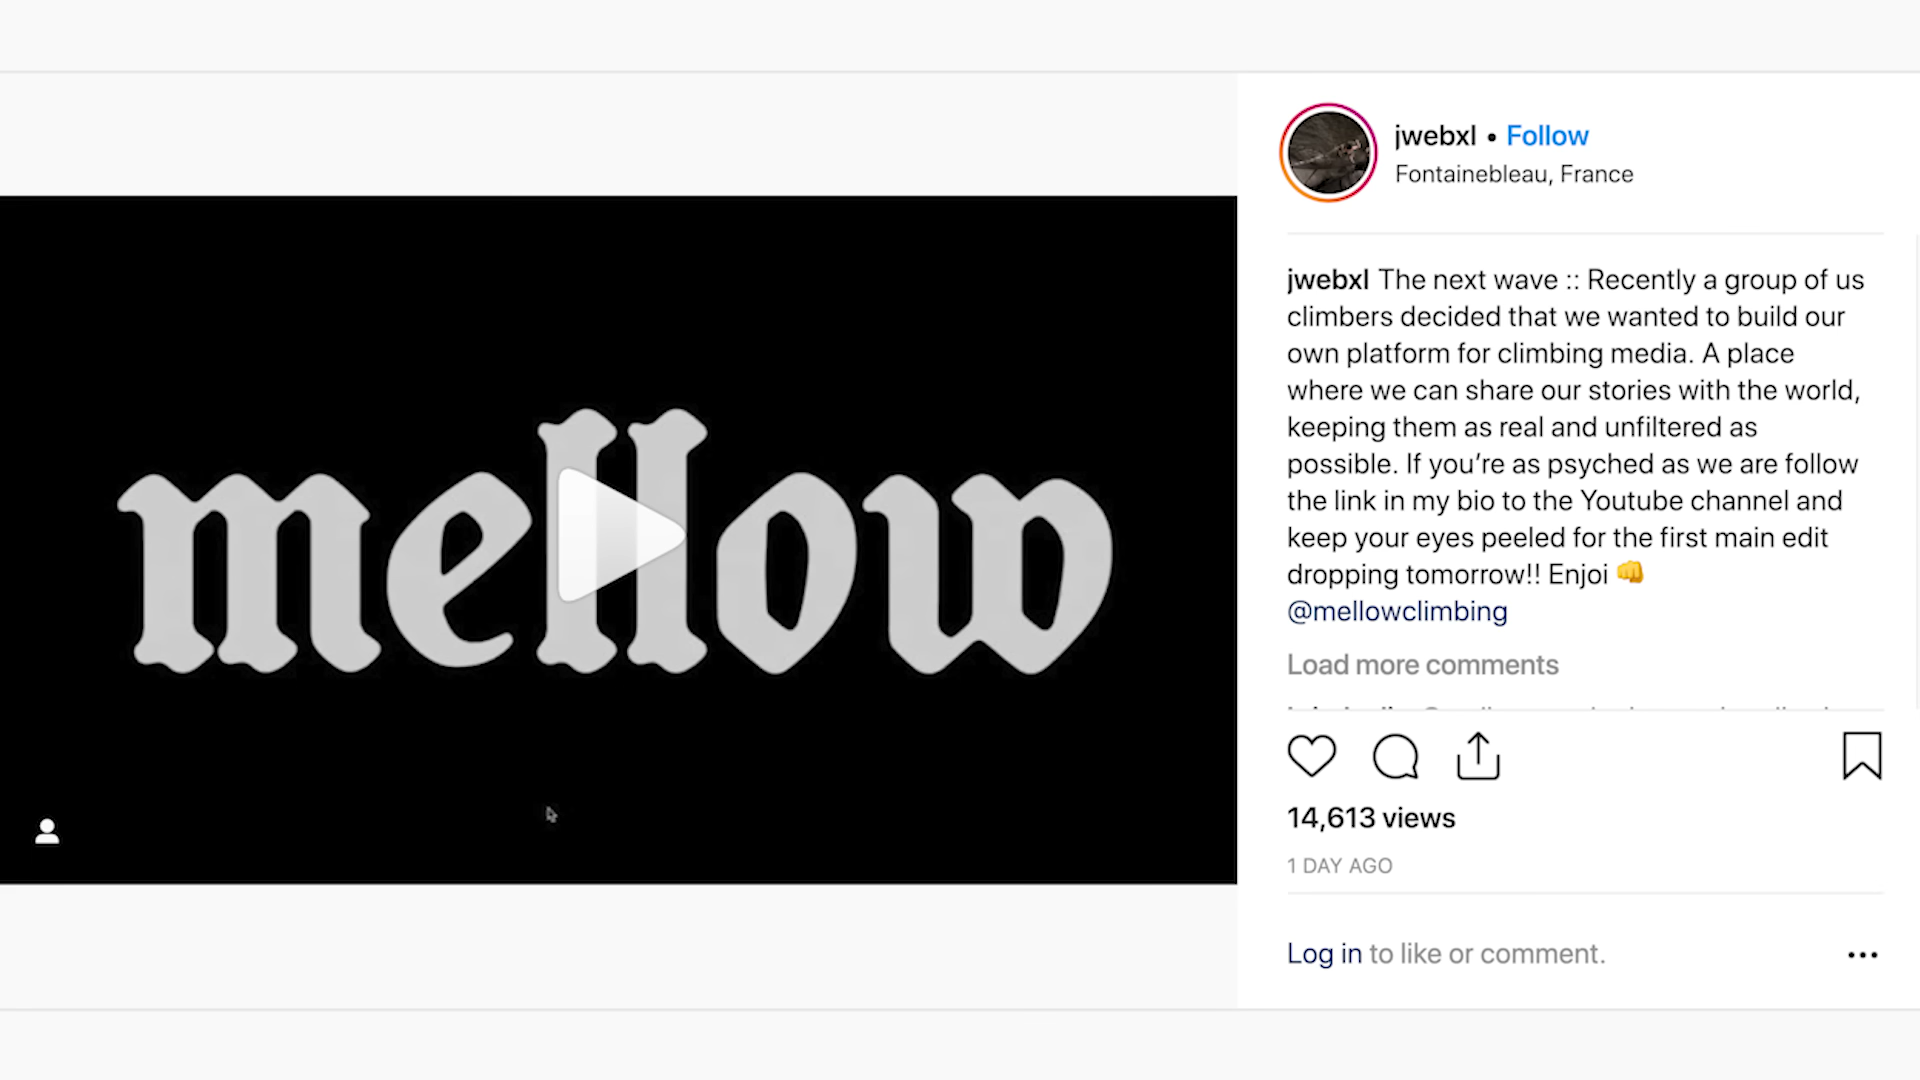 mellow
jwebxl • Follow
Fontainebleau, France
jwebxl The next wave :: Recently a group of us
climbers decided that we wanted to build our
own platform for climbing media. A place
where we can share our stories with the world,
keeping them as real and unfiltered as
possible. If you’re as psyched as we are follow
the link in my bio to the Youtube channel and
keep your eyes peeled for the first main edit
dropping tomorrow!! Enjoi 👊
@mellowclimbing
Load more comments
14,613 views
1 DAY AGO
Log in to like or comment.